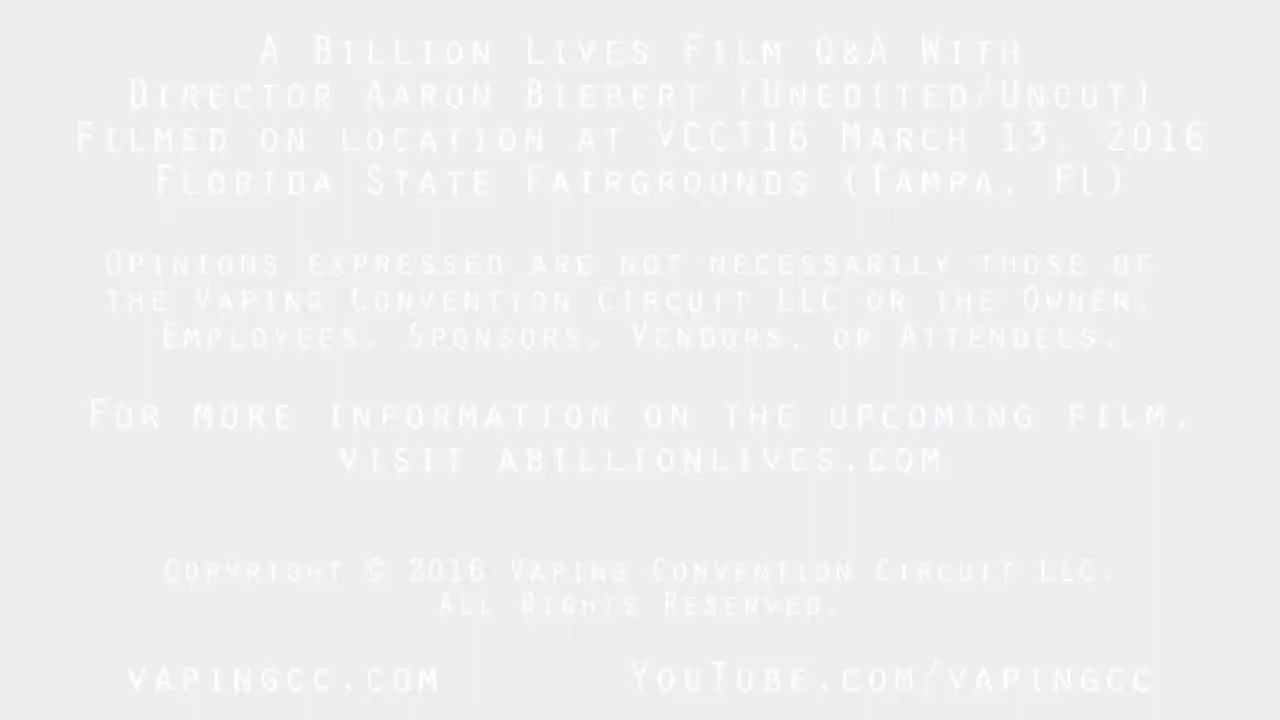 A Billion Lives Film Q&A With
Director Aaron Biebert (Unedited/Uncut)
Filmed on location at VCCT16 March 13, 2016
Florida State Fairgrounds (Tampa, FL)
Opinions expressed are not necessarily those of
the Vaping Convention Circuit LLC or the Owner,
Employees, Sponsors, Vendors, or Attendees.
For more information on the upcoming film,
visit abillionlives.com
Copyright © 2016 Vaping Convention Circuit LLC.
All Rights Reserved.
vapingcc.com
YouTube.com/vapingcc